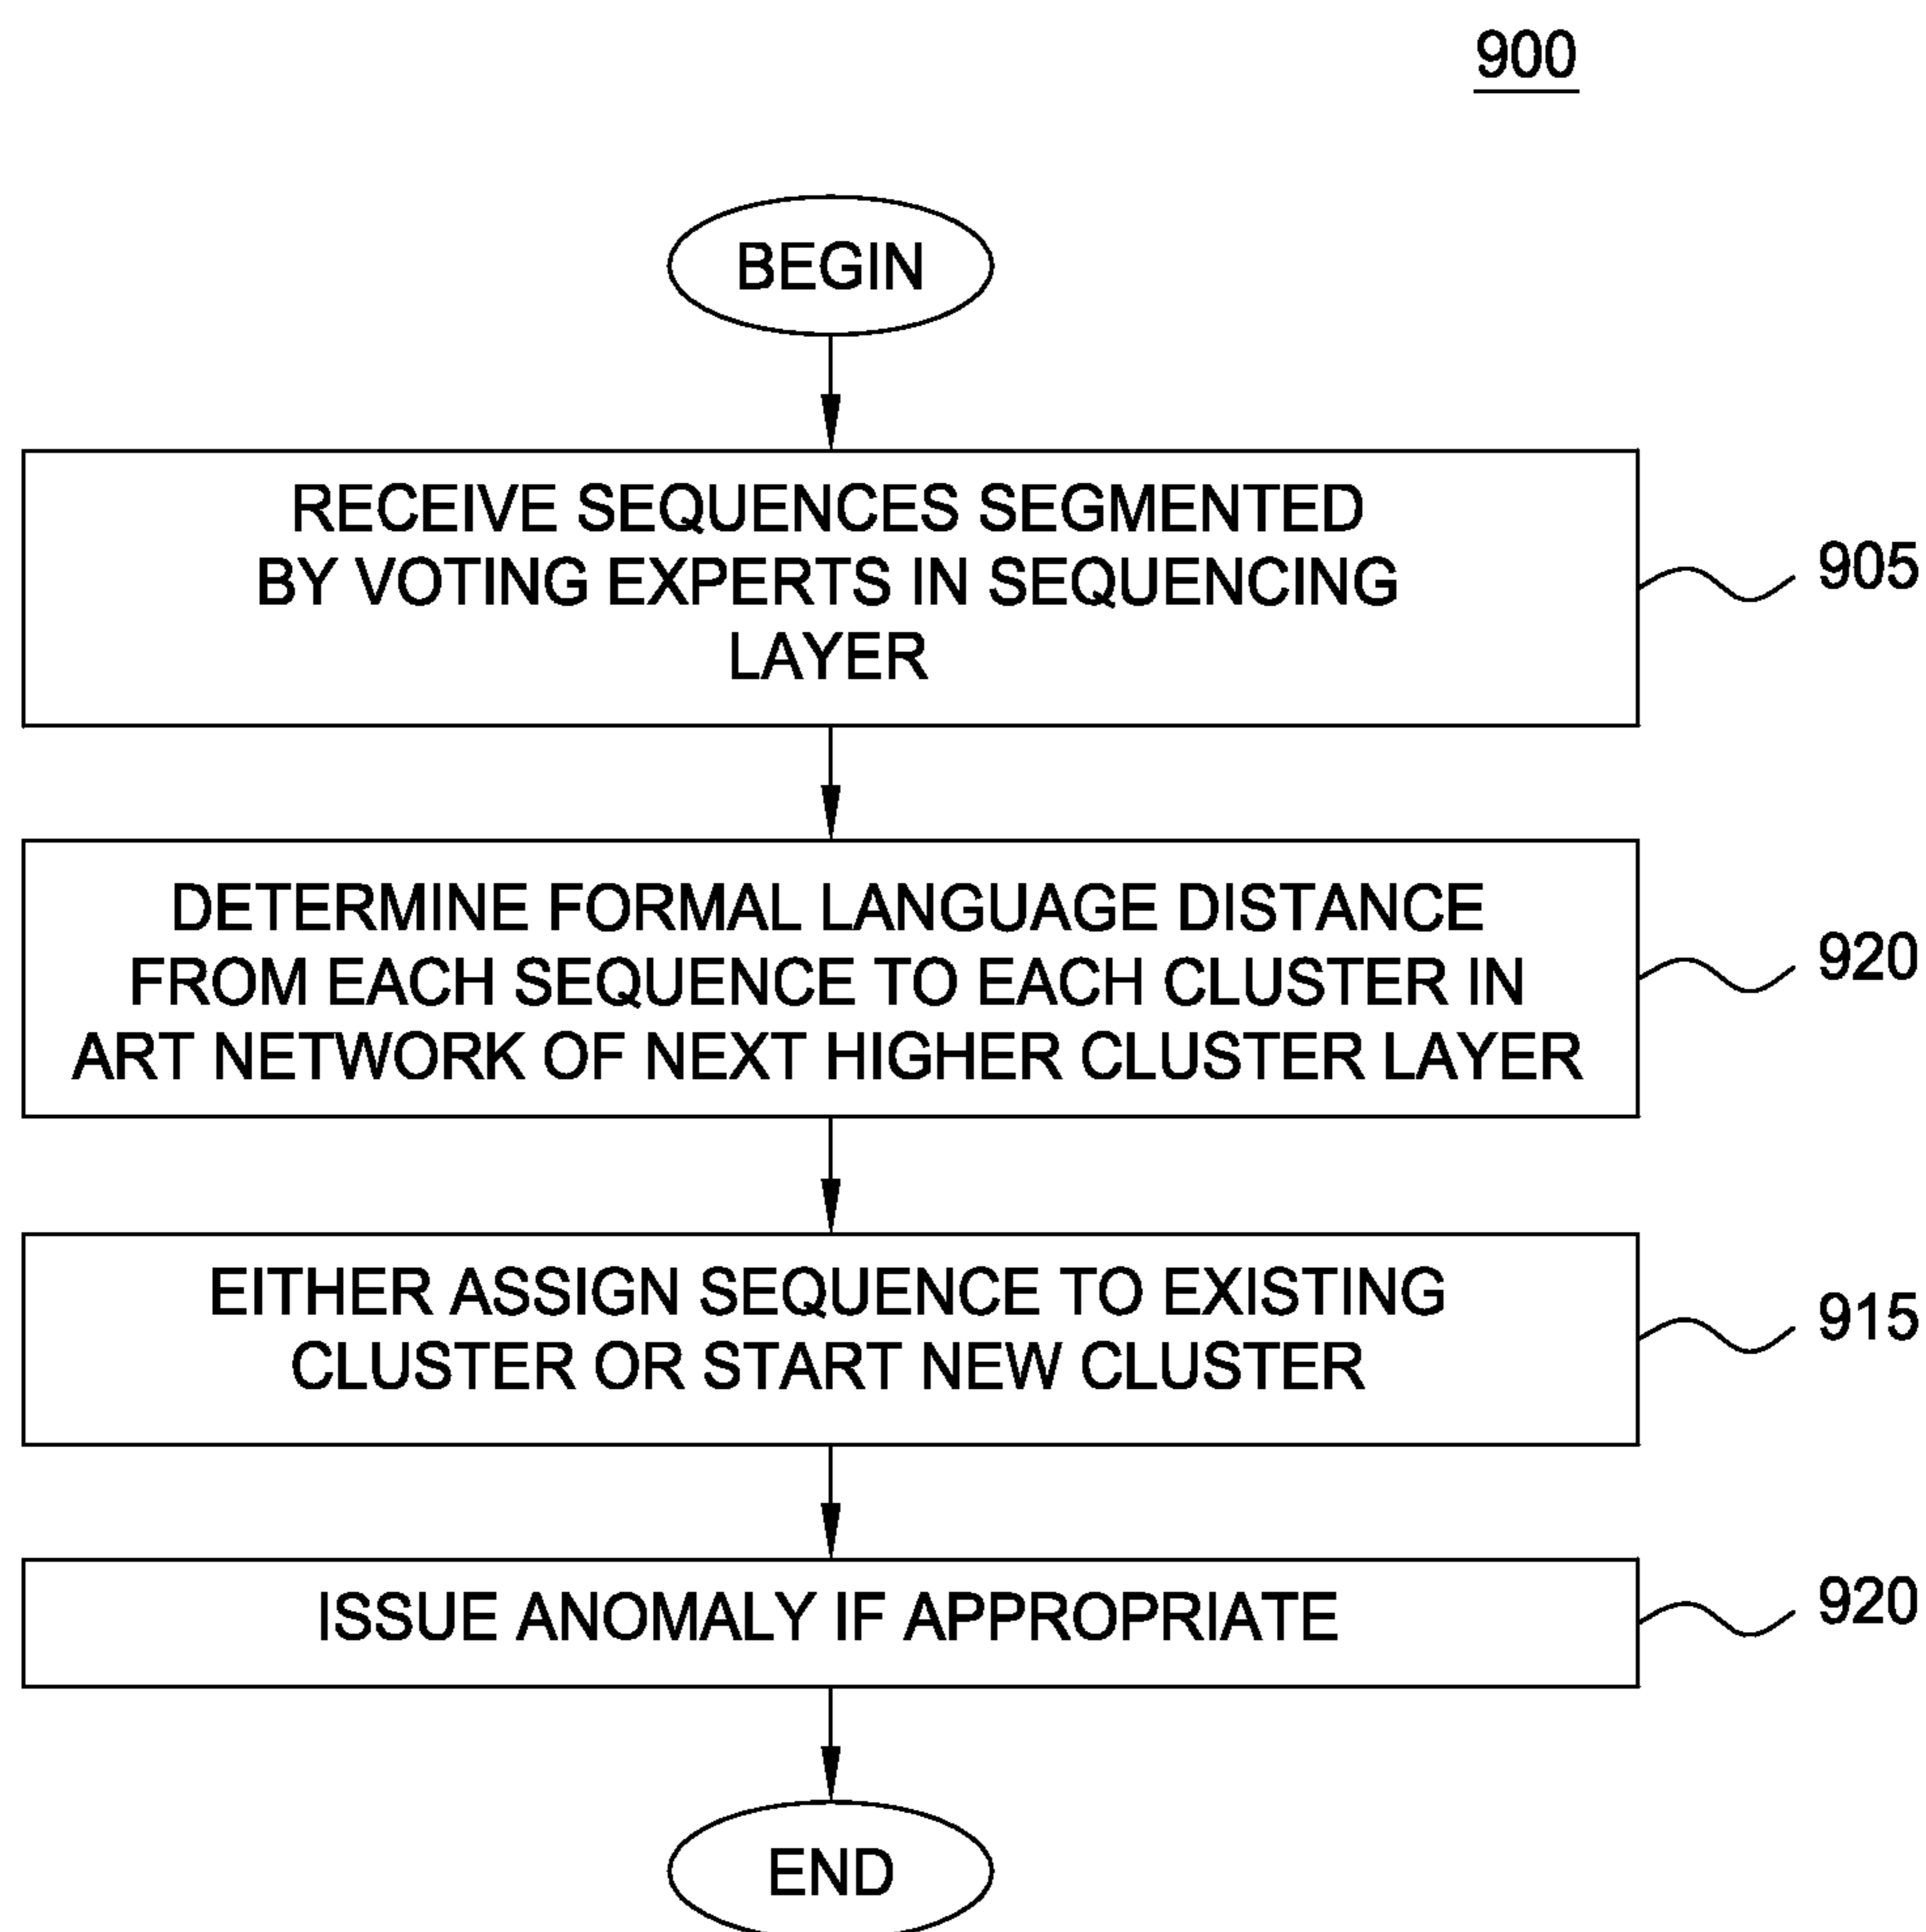 900
BEGIN
RECEIVE SEQUENCES SEGMENTED
BY VOTING EXPERTS IN SEQUENCING
LAYER
905
DETERMINE FORMAL LANGUAGE DISTANCE
FROM EACH SEQUENCE TO EACH CLUSTER IN
ART NETWORK OF NEXT HIGHER CLUSTER LAYER
920
EITHER ASSIGN SEQUENCE TO EXISTING
CLUSTER OR START NEW CLUSTER
915
ISSUE ANOMALY IF APPROPRIATE
920
END